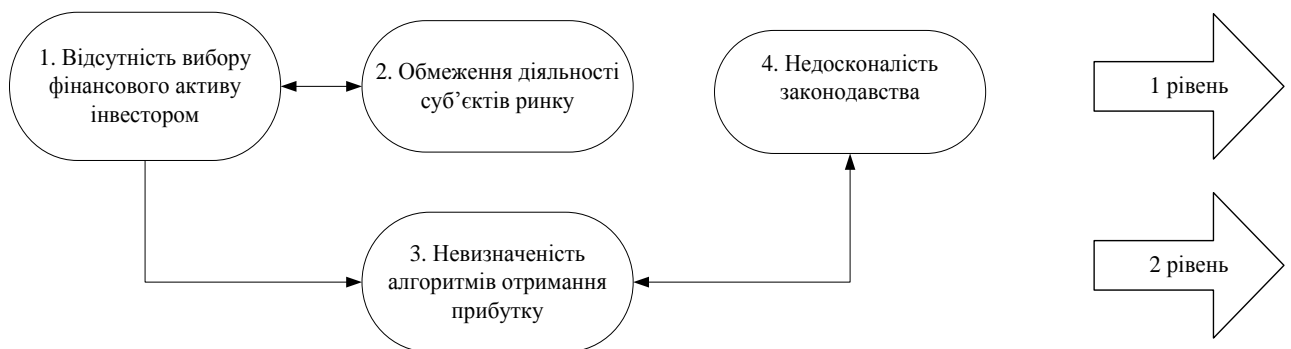 1. Відсутність вибору
фінансового активу
інвестором
2. Обмеження діяльності
суб’єктів ринку
4. Недосконалість
законодавства
1 рівень
3. Невизначеність
алгоритмів отримання
прибутку
2 рівень